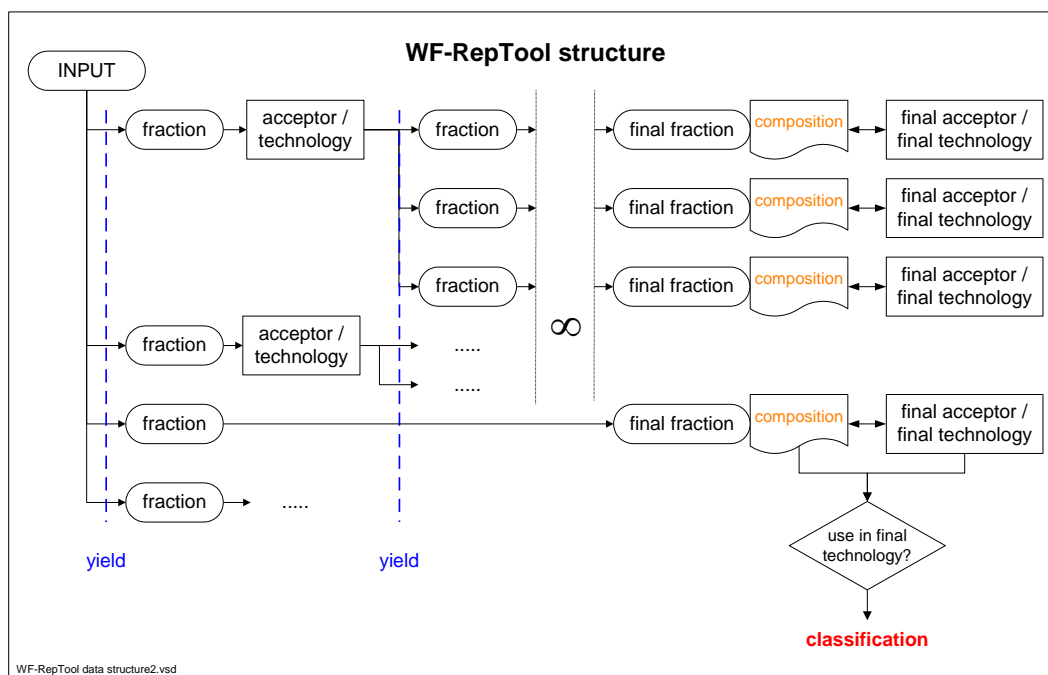 WF-RepTool structure
INPUT
fraction
acceptor /
technology
fraction
final fraction
composition
final acceptor /
final technology
fraction
final fraction
composition
final acceptor /
final technology
fraction
final fraction
composition
final acceptor /
final technology
∞
fraction
acceptor /
technology
.....
.....
fraction
final fraction
composition
final acceptor /
final technology
fraction
.....
use in final
technology?
yield
yield
classification
WF-RepTool data structure2.vsd